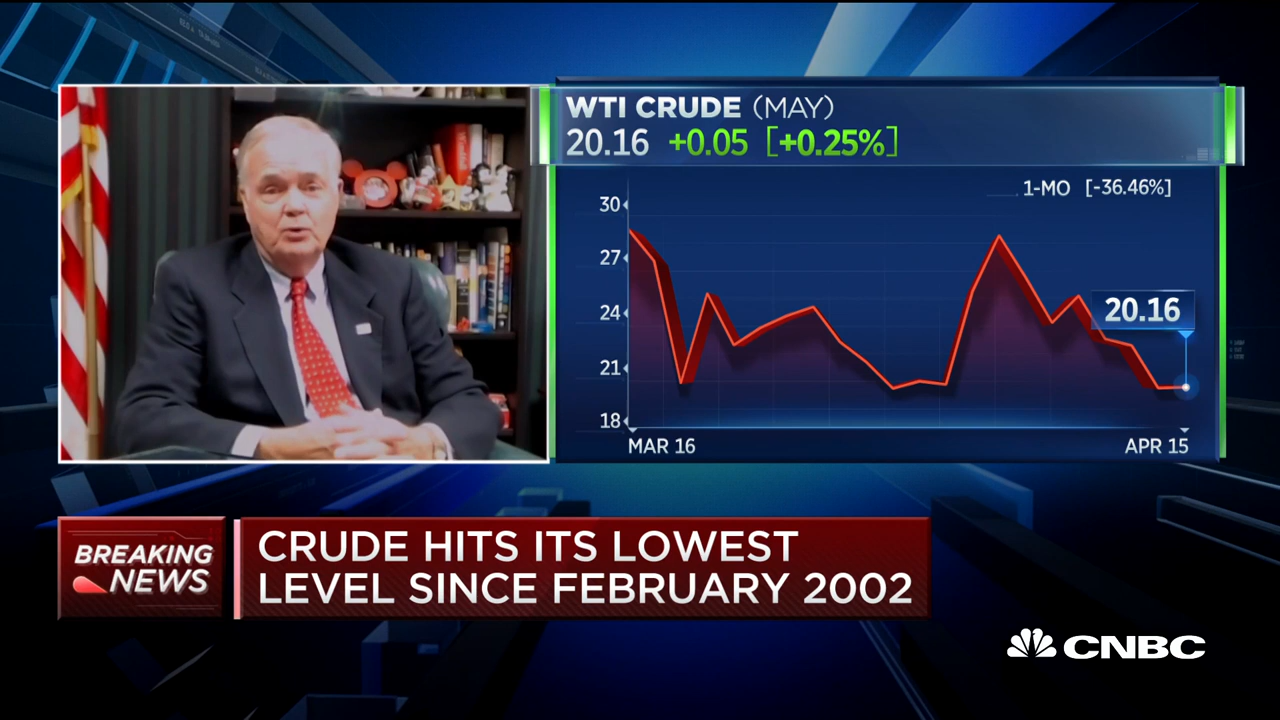 WTI CRUDE (MAY)
20.16 +0.05 [+0.25%]
1-MO [-36.46%]
30
27
24
21
18
20.16
MAR 16
APR 15
BREAKING
NEWS
CRUDE HITS ITS LOWEST
LEVEL SINCE FEBRUARY 2002
CNBC